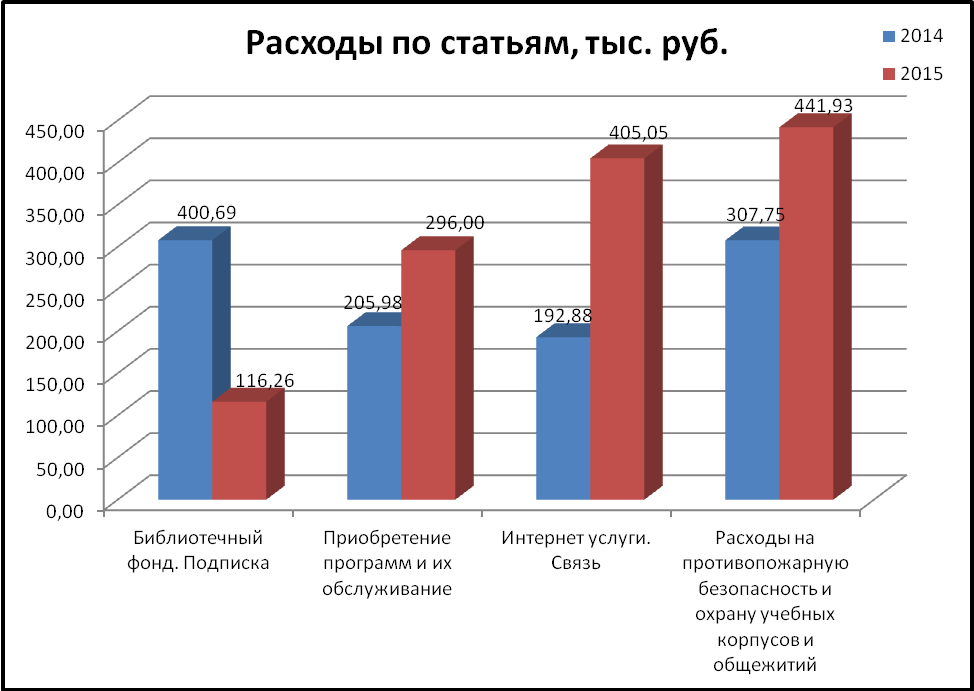 Расходы по статьям, тыс. руб.
2014
2015
450,00
400,00
350,00
300,00
250,00
200,00
150,00
100,00
50,00
0,00
400,69
116,26
205,98
296,00
192,88
405,05
307,75
441,93
Библиотечный
фонд. Подписка
Приобретение
программ и их
обслуживание
Интернет услуги.
Связь
Расходы на
противопожарную
безопасность и
охрану учебных
корпусов и
общежитий